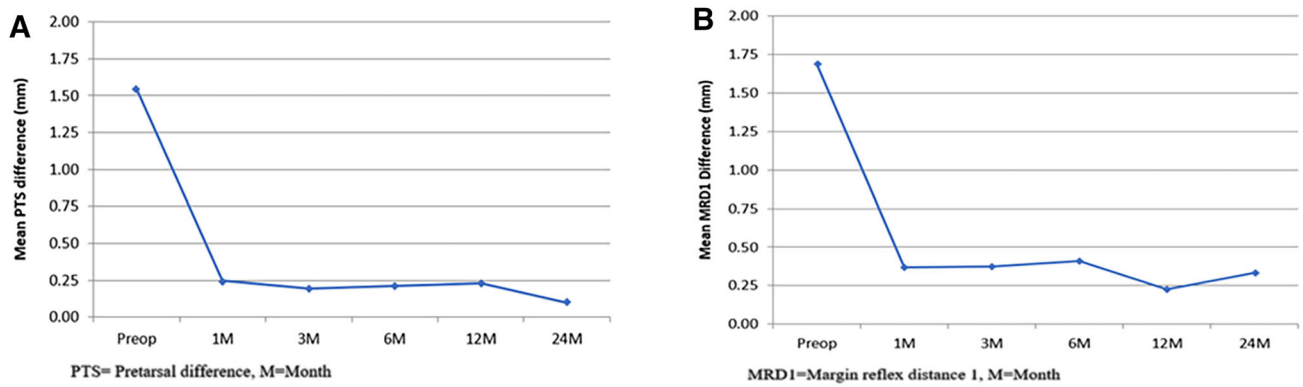 A
Mean PTS difference (mm)
2.00
1.75
1.50
1.25
1.00
0.75
0.50
0.25
0.00
Preop 1M 3M 6M 12M 24M
PTS= Pretarsal difference, M=Month
B
Mean MRD1 Difference (mm)
2.00
1.75
1.50
1.25
1.00
0.75
0.50
0.25
0.00
Preop 1M 3M 6M 12M 24M
MRD1=Margin reflex distance 1, M=Month